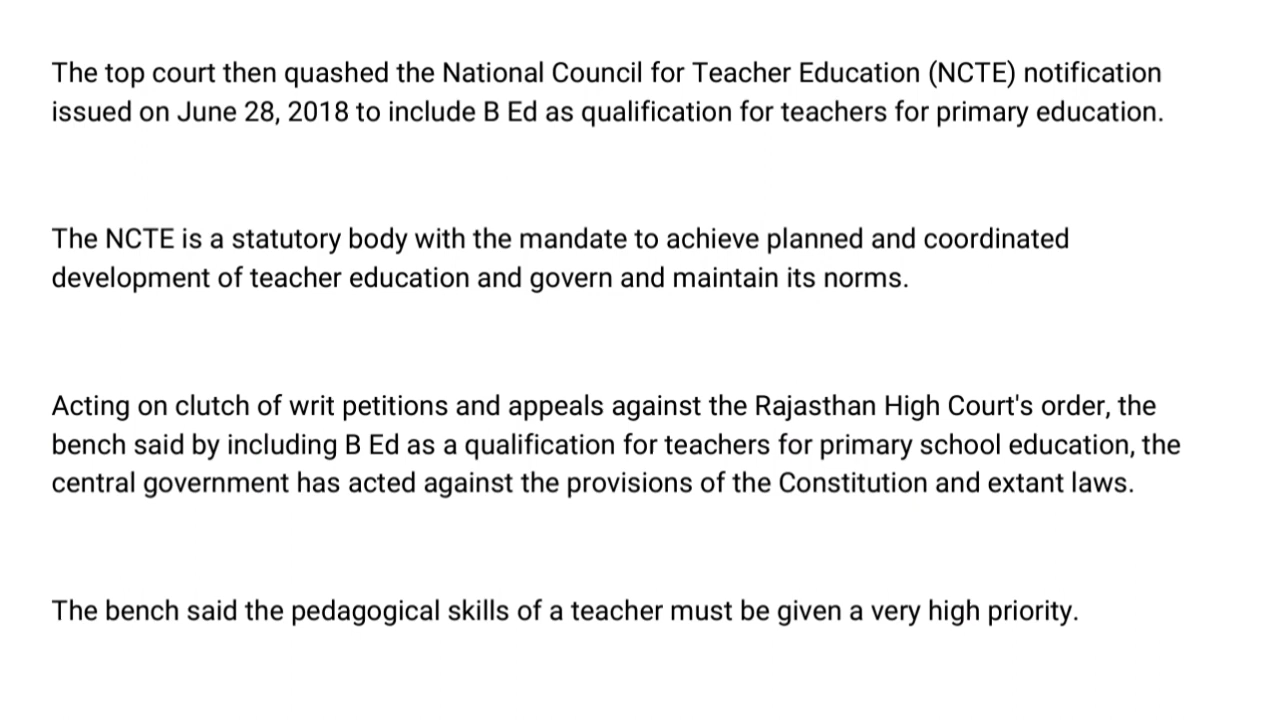 The top court then quashed the National Council for Teacher Education (NCTE) notification
issued on June 28, 2018 to include B Ed as qualification for teachers for primary education.
The NCTE is a statutory body with the mandate to achieve planned and coordinated
development of teacher education and govern and maintain its norms.
Acting on clutch of writ petitions and appeals against the Rajasthan High Court's order, the
bench said by including B Ed as a qualification for teachers for primary school education, the
central government has acted against the provisions of the Constitution and extant laws.
The bench said the pedagogical skills of a teacher must be given a very high priority.